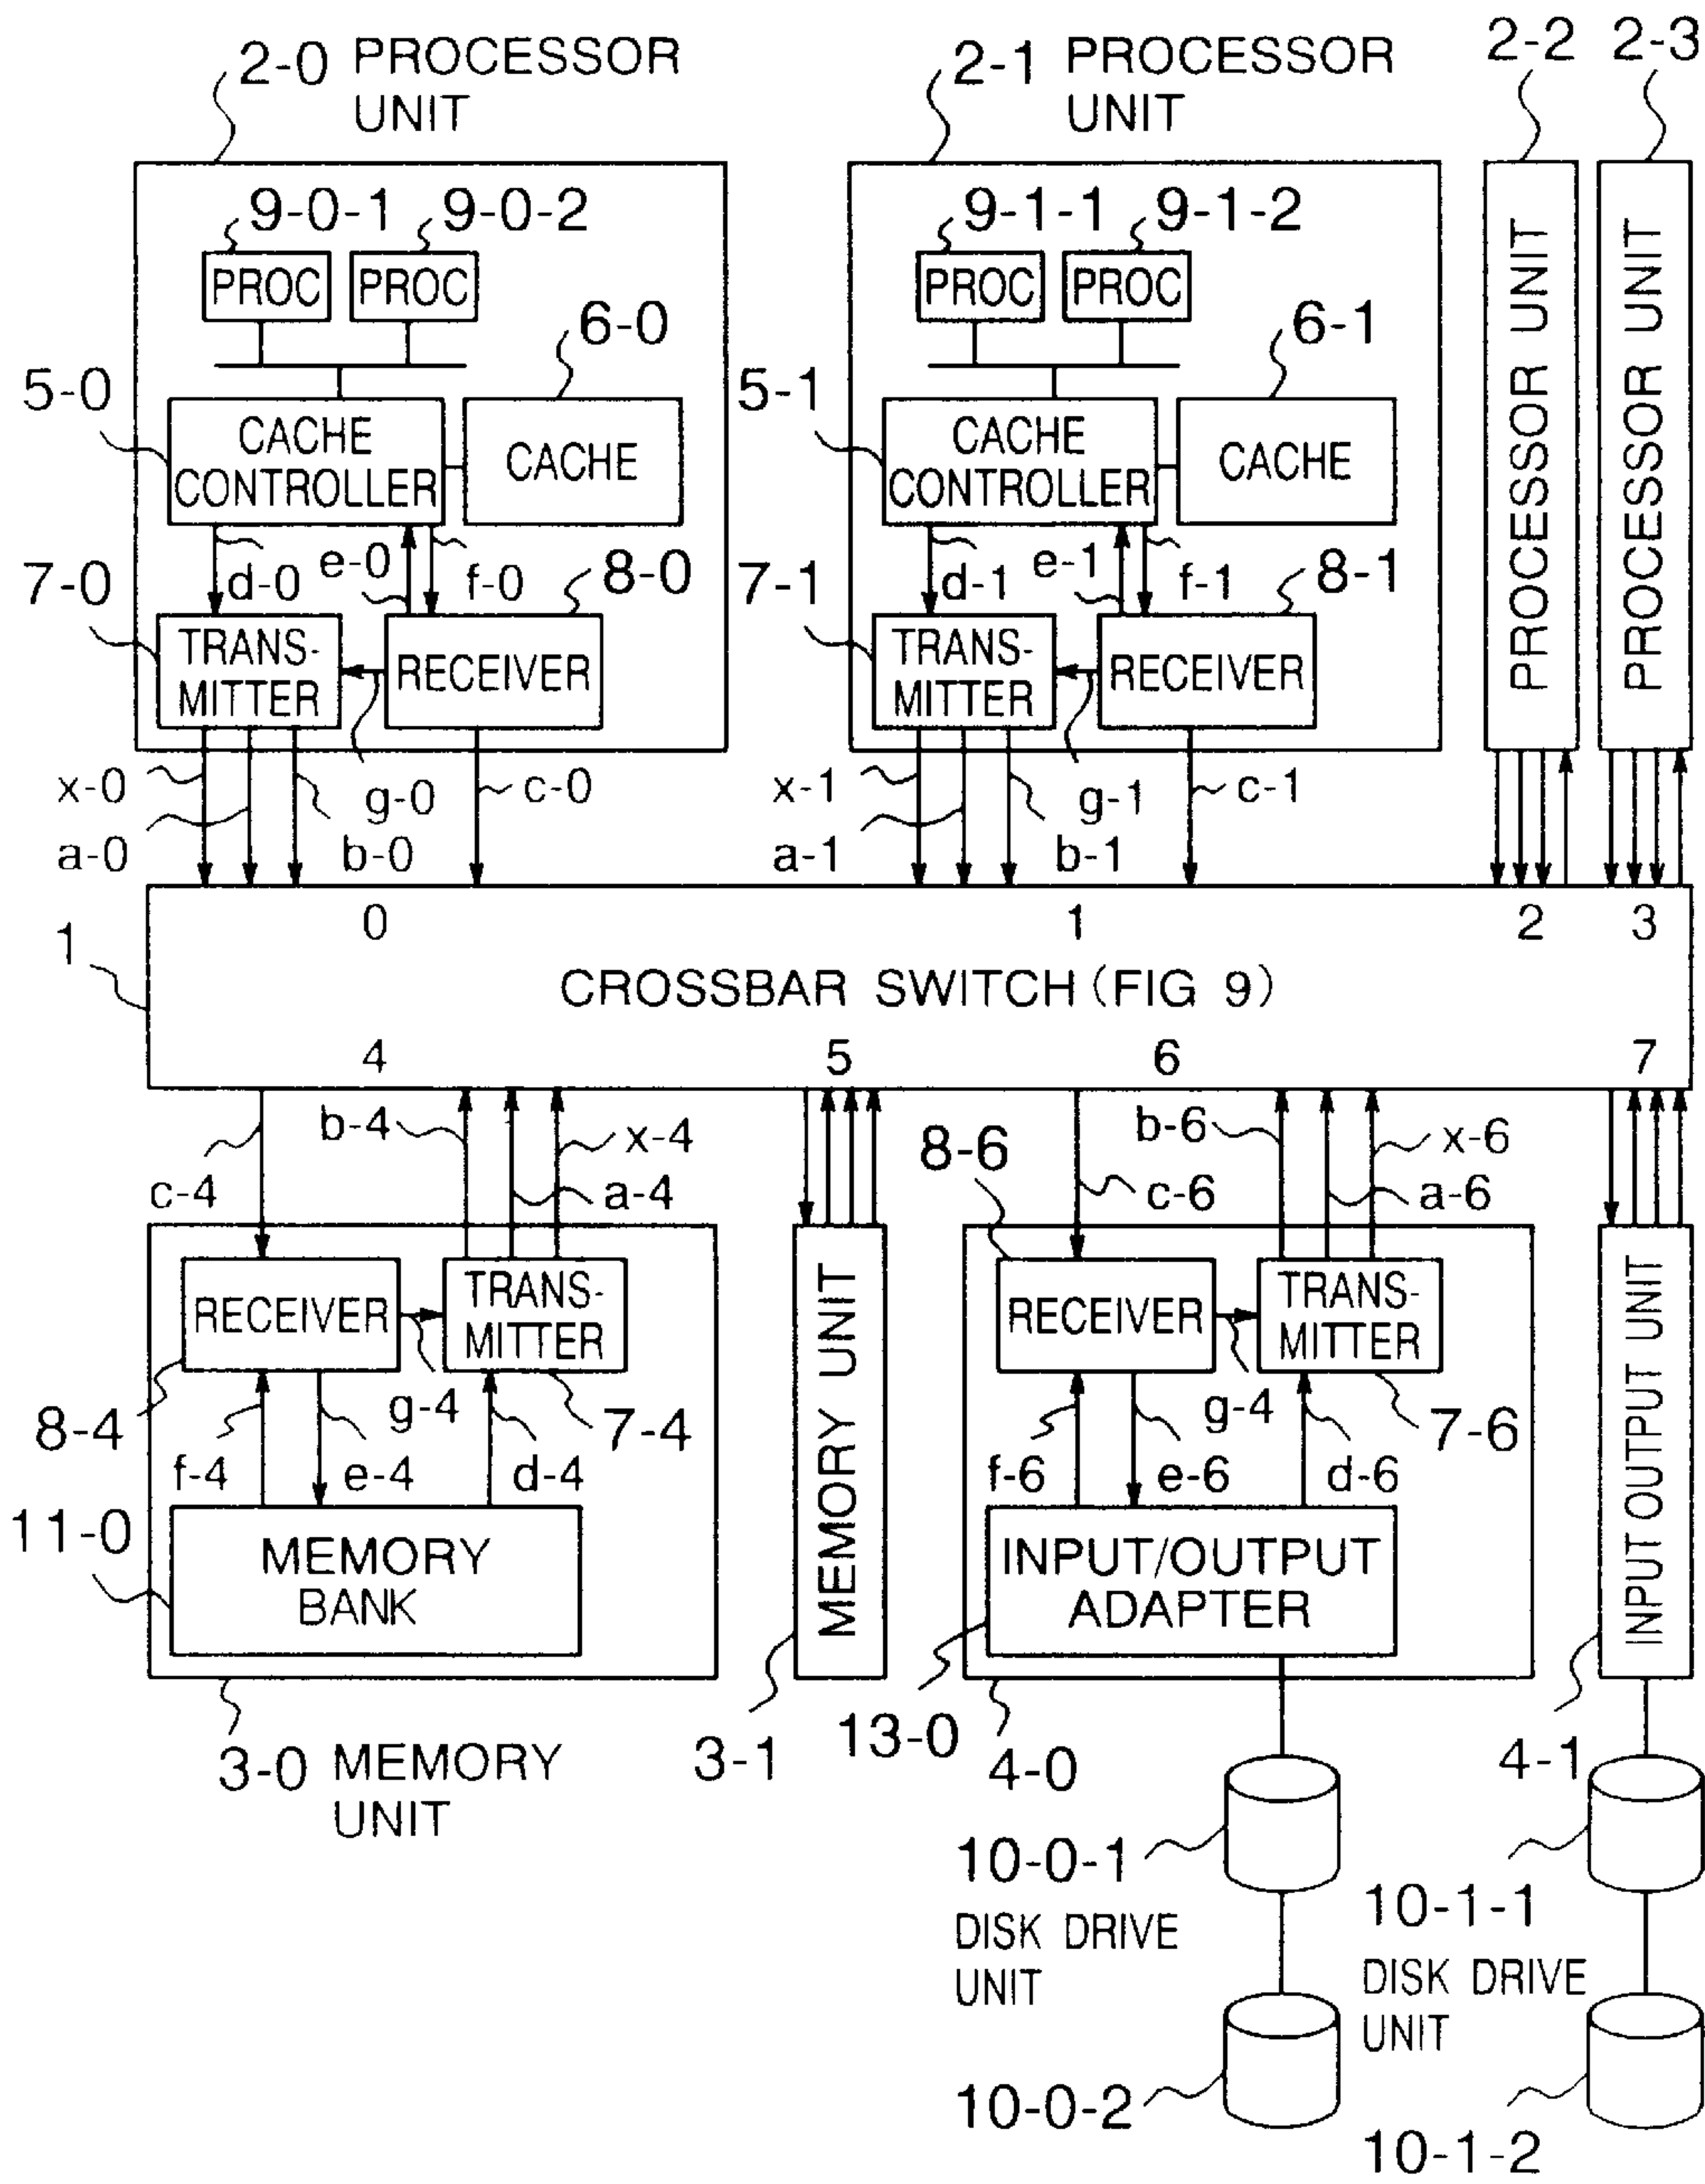 2-0 PROCESSOR UNIT
2-1 PROCESSOR UNIT
2-2
2-3
9-0-1
9-0-2
9-1-1
9-1-2
PROC
PROC
PROC
PROC
PROCESSOR UNIT
PROCESSOR UNIT
6-0
6-1
5-0
5-1
CACHE
CONTROLLER
CACHE
CACHE
CONTROLLER
CACHE
7-0
d-0
e-0
f-0
8-0
7-1
d-1
e-1
f-1
8-1
TRANS-
MITTER
RECEIVER
TRANS-
MITTER
RECEIVER
x-0
g-0
c-0
x-1
g-1
c-1
a-0
b-0
a-1
b-1
0
1
2
3
1
CROSSBAR SWITCH (FIG 9)
4
5
6
7
b-4
x-4
8-6
b-6
x-6
c-4
a-4
c-6
a-6
RECEIVER
TRANS-
MITTER
MEMORY UNIT
RECEIVER
TRANS-
MITTER
INPUT OUTPUT UNIT
8-4
g-4
7-4
g-4
7-6
f-4
e-4
d-4
f-6
e-6
d-6
11-0
MEMORY
BANK
INPUT/OUTPUT
ADAPTER
3-0 MEMORY
UNIT
3-1
13-0
4-0
4-1
10-0-1
DISK DRIVE
UNIT
10-1-1
DISK DRIVE
UNIT
10-0-2
10-1-2